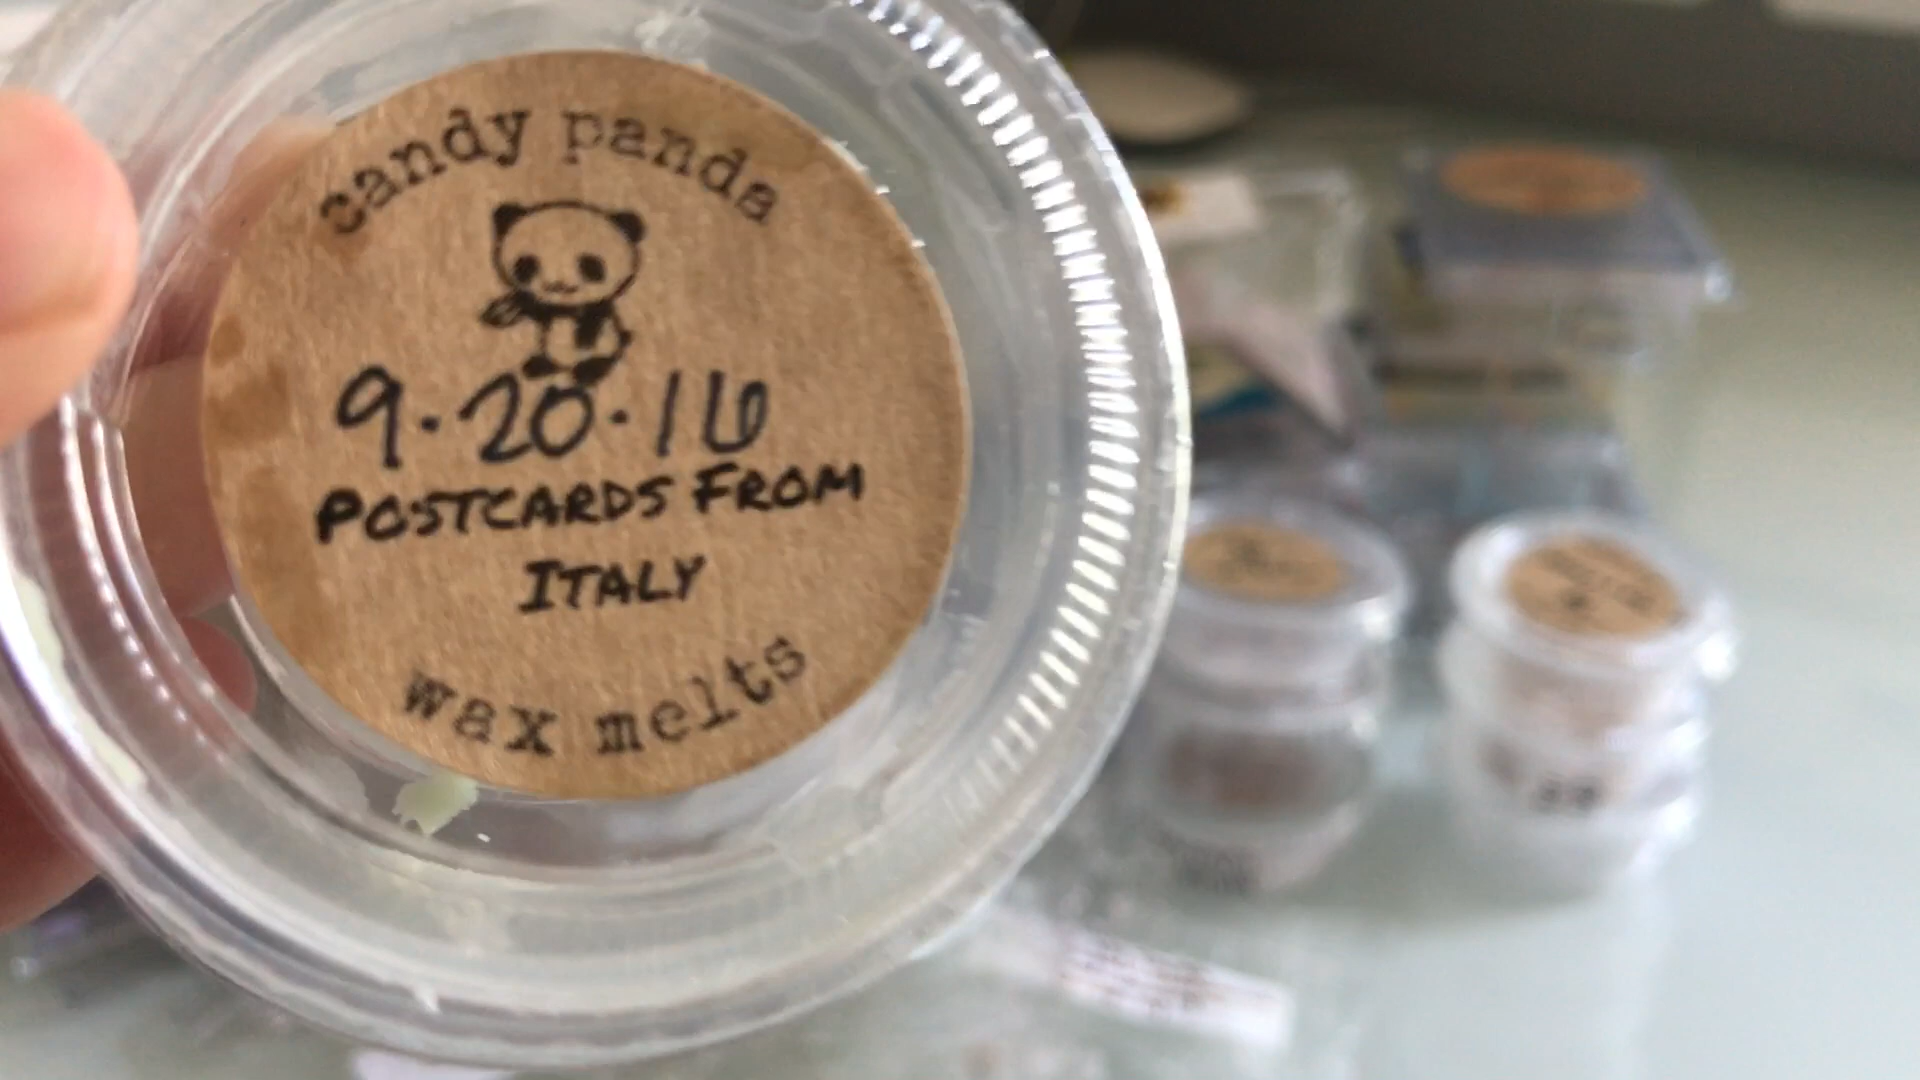 candy panda
9.20.16
POSTCARDS FROM
ITALY
wax melts